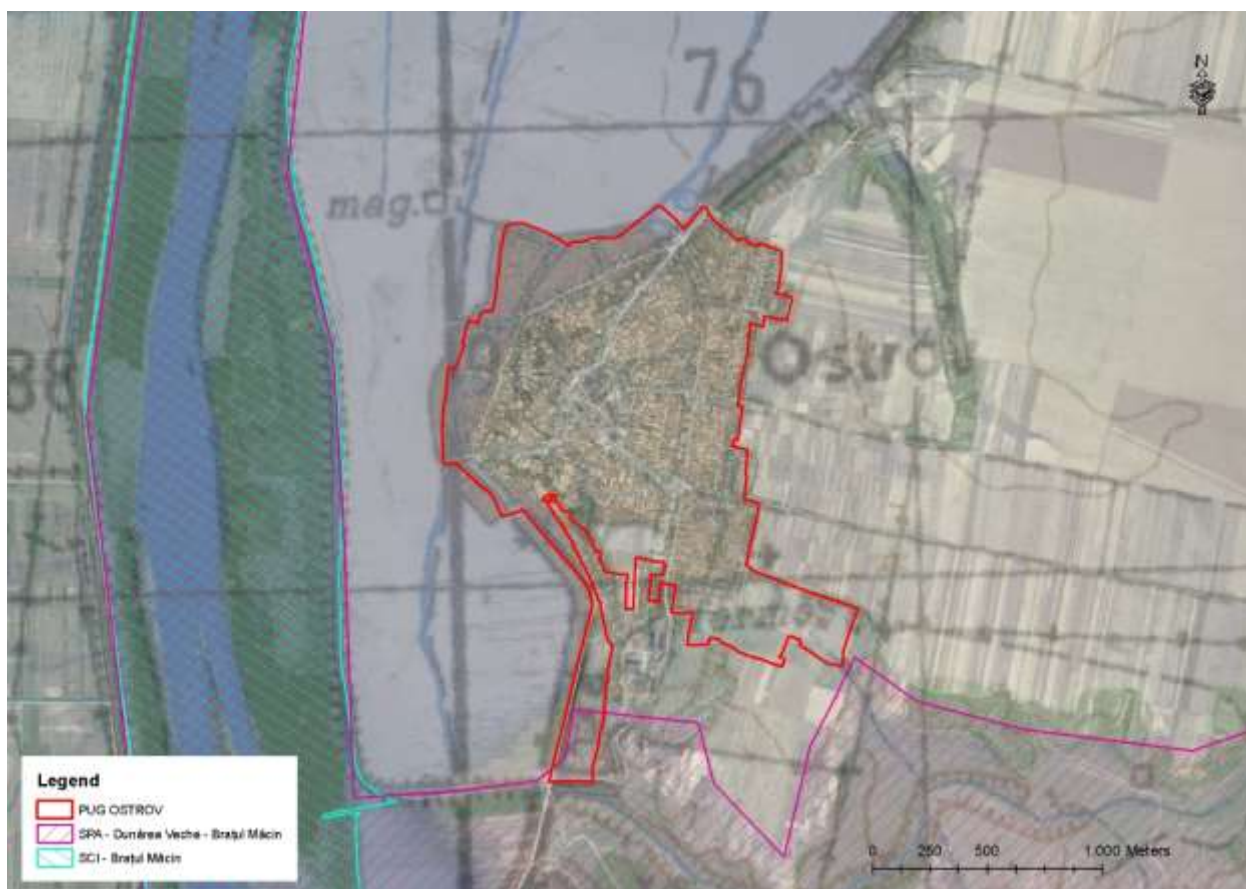 N
76
mag.
88
Ostrov
Legend
PUG OSTROV
SPA - Dunărea Veche - Brațul Măcin
SCI - Brațul Măcin
0 250 500 1.000 Meters